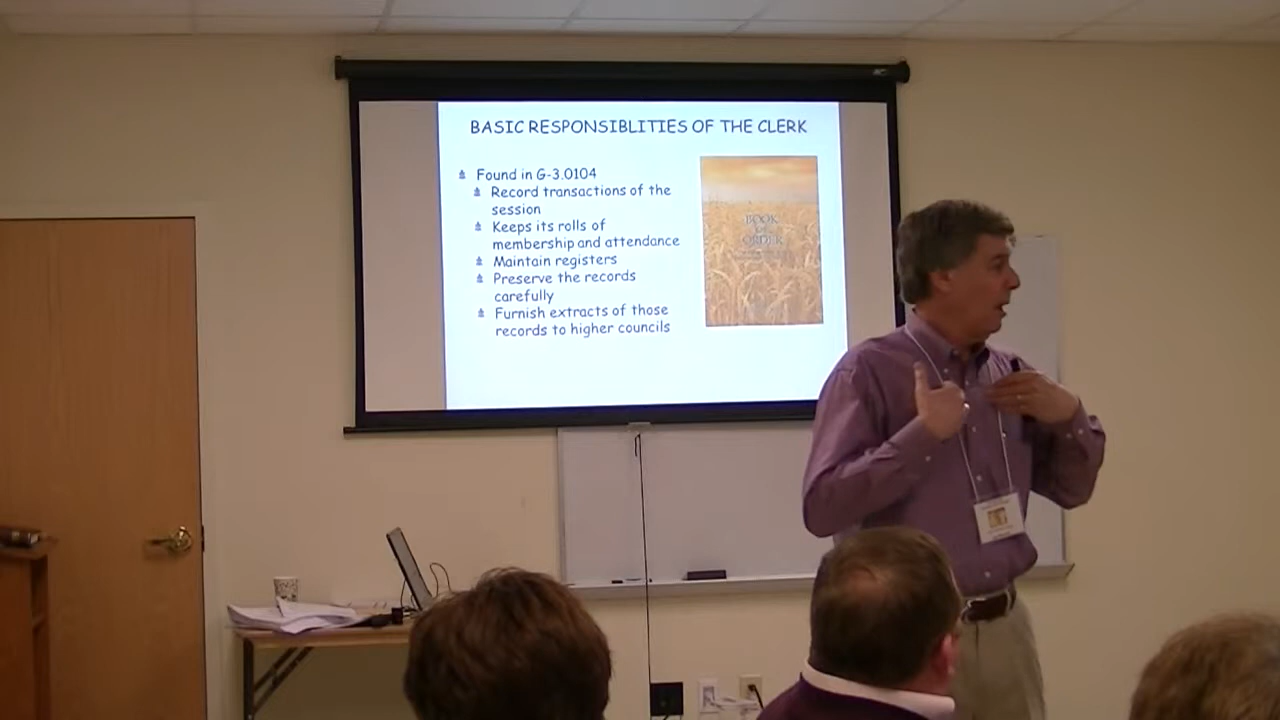 BASIC RESPONSIBLITIES OF THE CLERK
Found in G-3.0104
Record transactions of the
session
Keeps its rolls of
membership and attendance
Maintain registers
Preserve the records
carefully
Furnish extracts of those
records to higher councils
BOOK
OF
ORDER